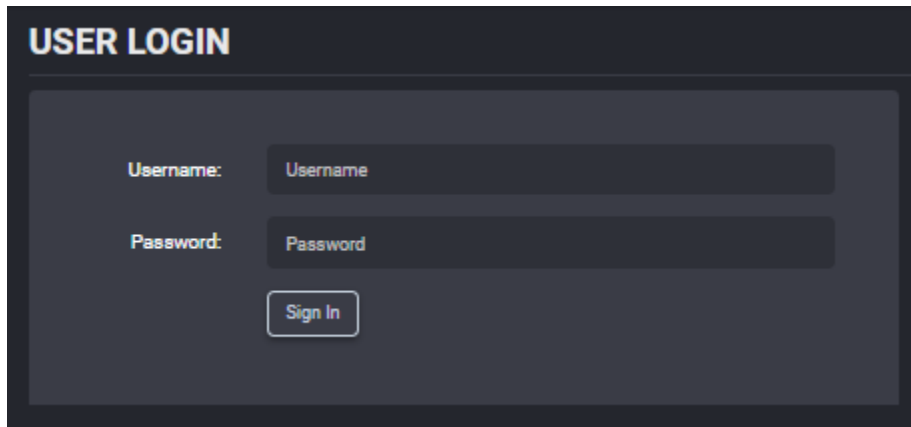 USER LOGIN
Username: Username
Password: Password
Sign In